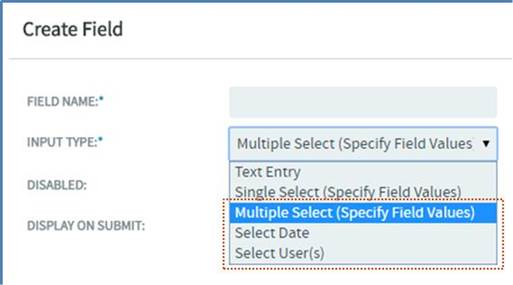 Create Field
FIELD NAME:*
INPUT TYPE:*
Multiple Select (Specify Field Values
DISABLED:
Text Entry
Single Select (Specify Field Values)
Multiple Select (Specify Field Values)
DISPLAY ON SUBMIT:
Select Date
Select User(s)